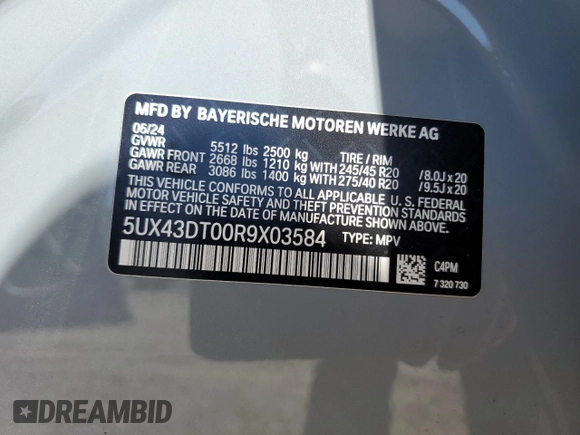 MFD BY BAYERISCHE MOTOREN WERKE AG
06/24
GVWR 5512 lbs 2500 kg TIRE / RIM
GAWR FRONT 2668 lbs 1210 kg WITH 245/45 R20 /8.0J x 20
GAWR REAR 3086 lbs 1400 kg WITH 275/40 R20 /9.5J x 20
THIS VEHICLE CONFORMS TO ALL APPLICABLE U. S. FEDERAL
MOTOR VEHICLE SAFETY, BUMPER, AND THEFT PREVENTION STANDARDS
IN EFFECT ON THE DATE OF MANUFACTURE SHOWN ABOVE.
5UX43DT00R9X03584 TYPE: MPV
C4PM
7 320 730
DREAMBID